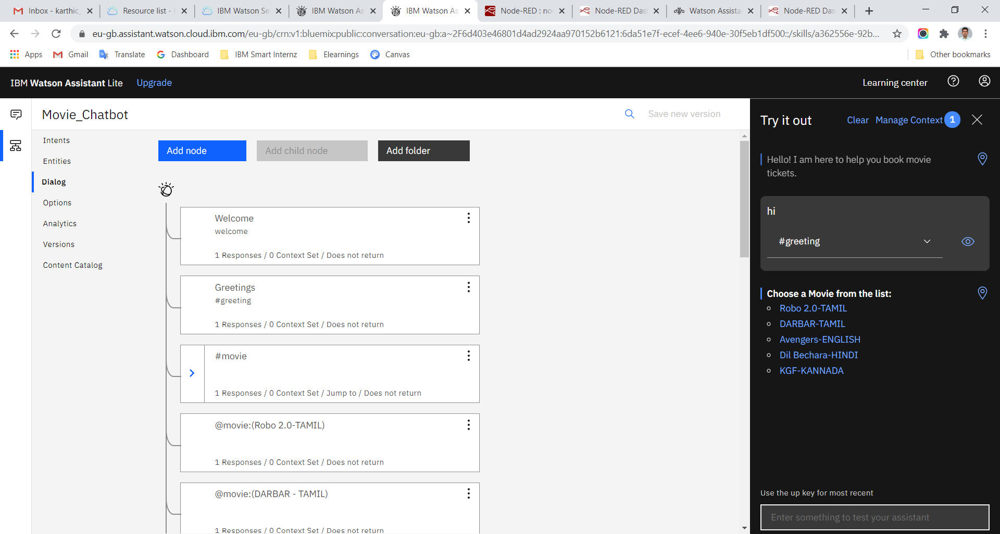 Inbox - karthic_
Resource list -
IBM Watson Se
IBM Watson As
IBM Watson As
Node-RED : no
Node-RED Das
Watson Assista
Node-RED Das
eu-gb.assistant.watson.cloud.ibm.com/eu-gb/crn:v1:bluemix:public:conversation:eu-gb:a~2F6d403e46801d4ad2924aa970152b6121:6da51e7f-ecef-4ee6-940e-30f5eb1df500::/skills/a362556e-92b...
Apps
Gmail
Translate
Dashboard
IBM Smart Internz
Elearnings
Canvas
Other bookmarks
IBM Watson Assistant Lite
Upgrade
Learning center
Movie_Chatbot
Save new version
Intents
Entities
Dialog
Options
Analytics
Versions
Content Catalog
Add node
Add child node
Add folder
Welcome
welcome
1 Responses / 0 Context Set / Does not return
Greetings
#greeting
1 Responses / 0 Context Set / Does not return
#movie
1 Responses / 0 Context Set / Jump to / Does not return
@movie:(Robo 2.0-TAMIL)
1 Responses / 0 Context Set / Does not return
@movie:(DARBAR - TAMIL)
1 Responses / 0 Context Set / Does not return
Try it out
Clear
Manage Context 1
Hello! I am here to help you book movie
tickets.
hi
#greeting
Choose a Movie from the list:
Robo 2.0-TAMIL
DARBAR-TAMIL
Avengers-ENGLISH
Dil Bechara-HINDI
KGF-KANNADA
Use the up key for most recent
Enter something to test your assistant